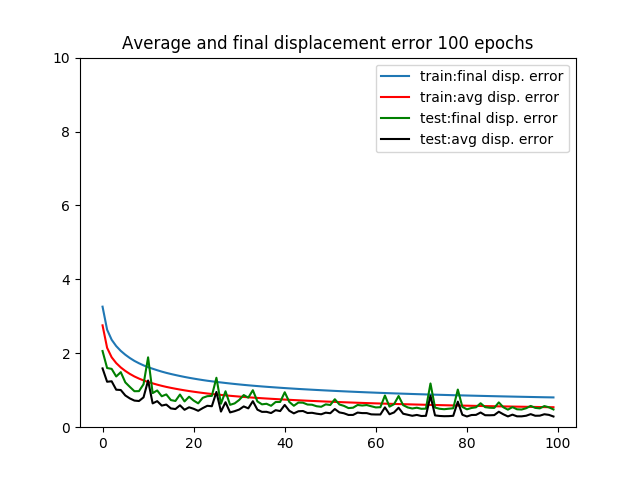 Average and final displacement error 100 epochs
10
train:final disp. error
train:avg disp. error
test:final disp. error
test:avg disp. error
8
6
4
2
0
0 20 40 60 80 100